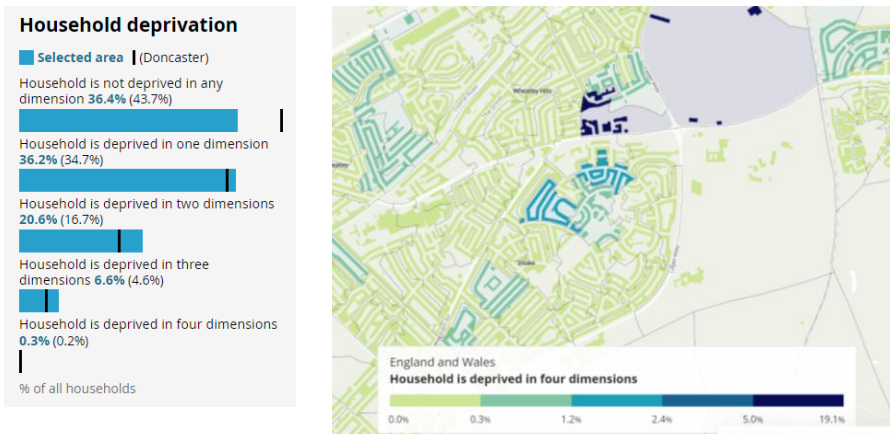 Household deprivation
Selected area (Doncaster)
Household is not deprived in any
dimension 36.4% (43.7%)
Household is deprived in one dimension
36.2% (34.7%)
Household is deprived in two dimensions
20.6% (16.7%)
Household is deprived in three
dimensions 6.6% (4.6%)
Household is deprived in four dimensions
0.3% (0.2%)
% of all households
Wheatley Hills
England and Wales
Household is deprived in four dimensions
0.0% 0.3% 1.2% 2.4% 5.0% 19.1%